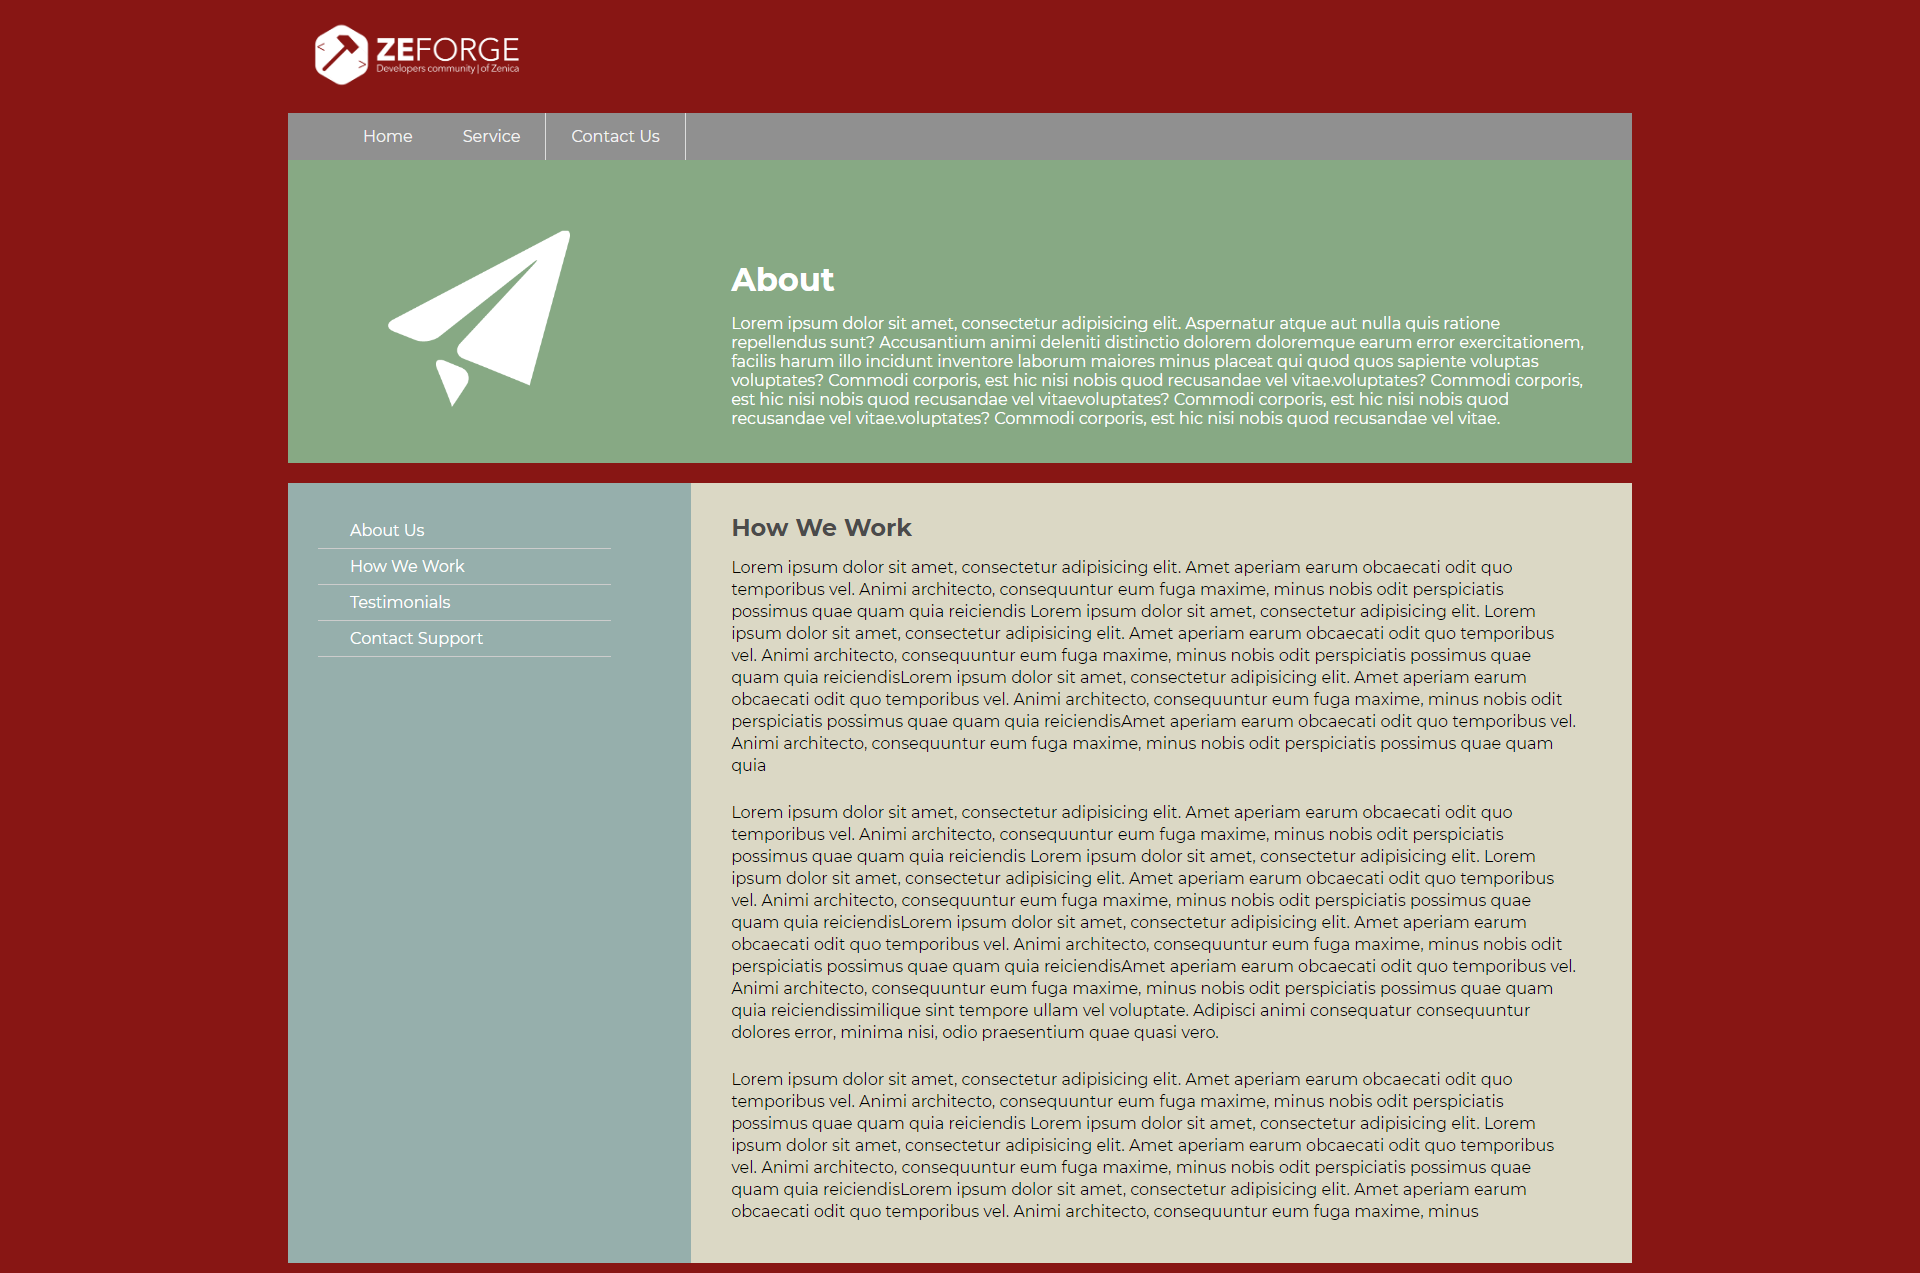 ZEFORGE
Developers community | of Zenica
Home
Service
Contact Us
About
Lorem ipsum dolor sit amet, consectetur adipisicing elit. Aspernatur atque aut nulla quis ratione
repellendus sunt? Accusantium animi deleniti distinctio dolorem doloremque earum error exercitationem,
facilis harum illo incidunt inventore laborum maiores minus placeat qui quod quos sapiente voluptas
voluptates? Commodi corporis, est hic nisi nobis quod recusandae vel vitae.voluptates? Commodi corporis,
est hic nisi nobis quod recusandae vel vitaevoluptates? Commodi corporis, est hic nisi nobis quod
recusandae vel vitae.voluptates? Commodi corporis, est hic nisi nobis quod recusandae vel vitae.
About Us
How We Work
Testimonials
Contact Support
How We Work
Lorem ipsum dolor sit amet, consectetur adipisicing elit. Amet aperiam earum obcaecati odit quo
temporibus vel. Animi architecto, consequuntur eum fuga maxime, minus nobis odit perspiciatis
possimus quae quam quia reiciendis Lorem ipsum dolor sit amet, consectetur adipisicing elit. Lorem
ipsum dolor sit amet, consectetur adipisicing elit. Amet aperiam earum obcaecati odit quo temporibus
vel. Animi architecto, consequuntur eum fuga maxime, minus nobis odit perspiciatis possimus quae
quam quia reiciendisLorem ipsum dolor sit amet, consectetur adipisicing elit. Amet aperiam earum
obcaecati odit quo temporibus vel. Animi architecto, consequuntur eum fuga maxime, minus nobis odit
perspiciatis possimus quae quam quia reiciendisAmet aperiam earum obcaecati odit quo temporibus vel.
Animi architecto, consequuntur eum fuga maxime, minus nobis odit perspiciatis possimus quae quam
quia
Lorem ipsum dolor sit amet, consectetur adipisicing elit. Amet aperiam earum obcaecati odit quo
temporibus vel. Animi architecto, consequuntur eum fuga maxime, minus nobis odit perspiciatis
possimus quae quam quia reiciendis Lorem ipsum dolor sit amet, consectetur adipisicing elit. Lorem
ipsum dolor sit amet, consectetur adipisicing elit. Amet aperiam earum obcaecati odit quo temporibus
vel. Animi architecto, consequuntur eum fuga maxime, minus nobis odit perspiciatis possimus quae
quam quia reiciendisLorem ipsum dolor sit amet, consectetur adipisicing elit. Amet aperiam earum
obcaecati odit quo temporibus vel. Animi architecto, consequuntur eum fuga maxime, minus nobis odit
perspiciatis possimus quae quam quia reiciendisAmet aperiam earum obcaecati odit quo temporibus vel.
Animi architecto, consequuntur eum fuga maxime, minus nobis odit perspiciatis possimus quae quam
quia reiciendissimilique sint tempore ullam vel voluptate. Adipisci animi consequatur consequuntur
dolores error, minima nisi, odio praesentium quae quasi vero.
Lorem ipsum dolor sit amet, consectetur adipisicing elit. Amet aperiam earum obcaecati odit quo
temporibus vel. Animi architecto, consequuntur eum fuga maxime, minus nobis odit perspiciatis
possimus quae quam quia reiciendis Lorem ipsum dolor sit amet, consectetur adipisicing elit. Lorem
ipsum dolor sit amet, consectetur adipisicing elit. Amet aperiam earum obcaecati odit quo temporibus
vel. Animi architecto, consequuntur eum fuga maxime, minus nobis odit perspiciatis possimus quae
quam quia reiciendisLorem ipsum dolor sit amet, consectetur adipisicing elit. Amet aperiam earum
obcaecati odit quo temporibus vel. Animi architecto, consequuntur eum fuga maxime, minus